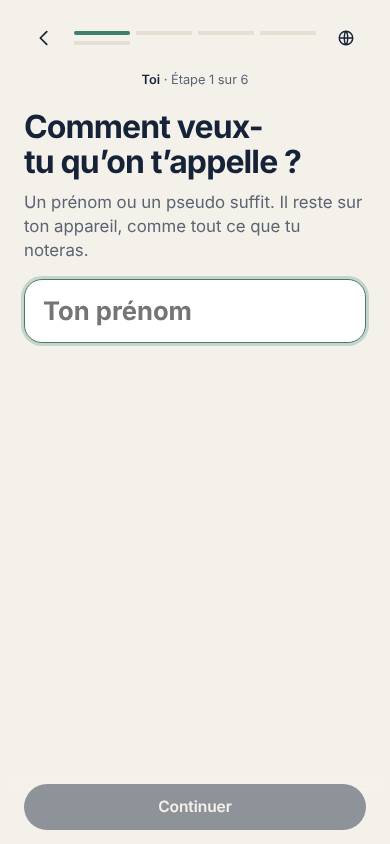 Toi · Étape 1 sur 6
Comment veux-
tu qu’on t’appelle ?
Un prénom ou un pseudo suffit. Il reste sur
ton appareil, comme tout ce que tu
noteras.
Ton prénom
Continuer